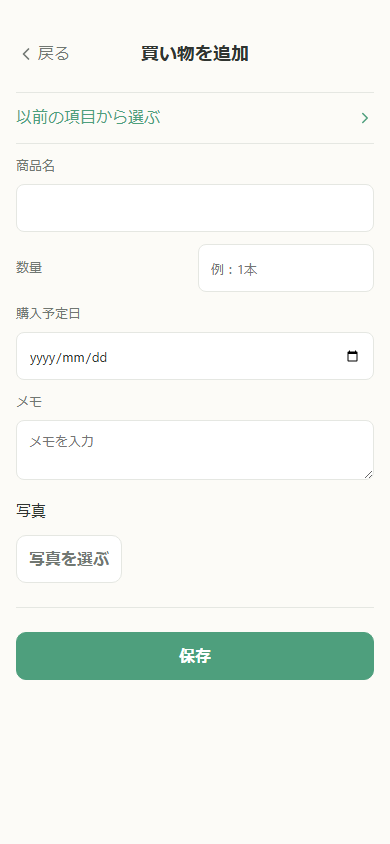 戻る
買い物を追加
以前の項目から選ぶ
商品名
数量
例：1本
購入予定日
yyyy/mm/dd
メモ
メモを入力
写真
写真を選ぶ
保存